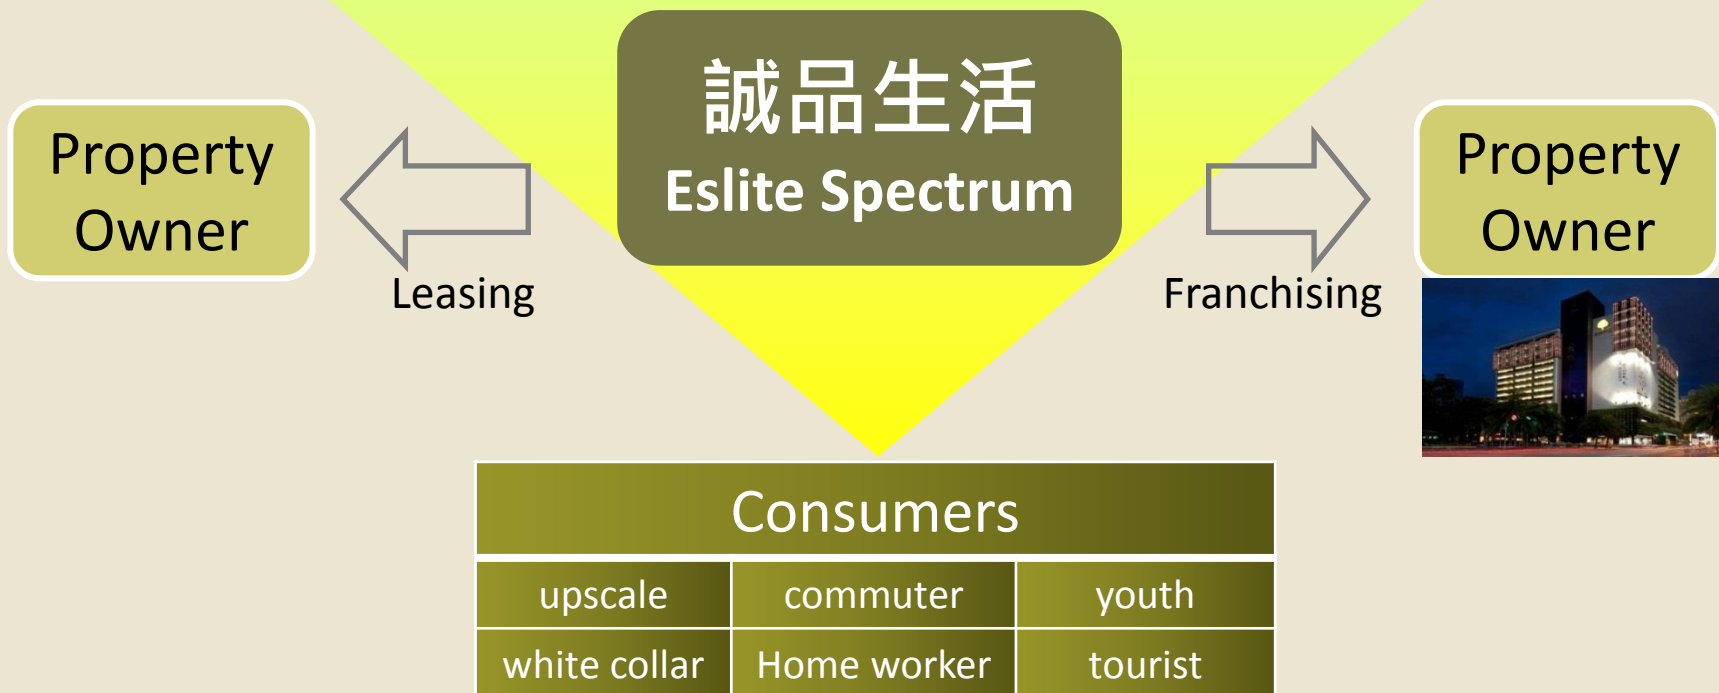 誠品生活
Eslite Spectrum
Property
Owner
Leasing
Property
Owner
Franchising
Consumers
upscale commuter youth
white collar Home worker tourist